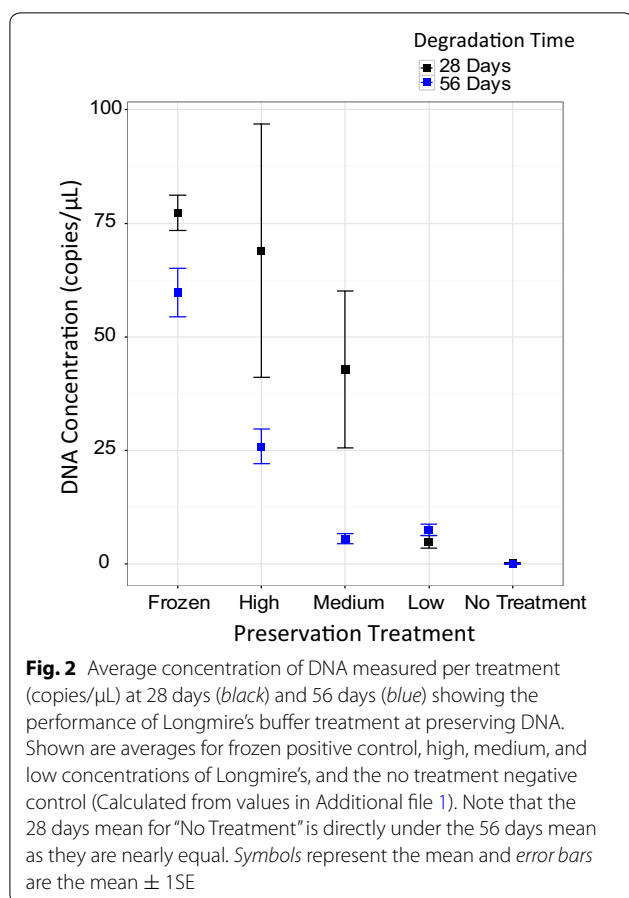 Degradation Time
28 Days
56 Days
100
75
50
25
0
DNA Concentration (copies/µL)
Frozen High Medium Low No Treatment
Preservation Treatment
Fig. 2 Average concentration of DNA measured per treatment
(copies/µL) at 28 days (black) and 56 days (blue) showing the
performance of Longmire's buffer treatment at preserving DNA.
Shown are averages for frozen positive control, high, medium, and
low concentrations of Longmire's, and the no treatment negative
control (Calculated from values in Additional file 1). Note that the
28 days mean for "No Treatment" is directly under the 56 days mean
as they are nearly equal. Symbols represent the mean and error bars
are the mean ± 1SE